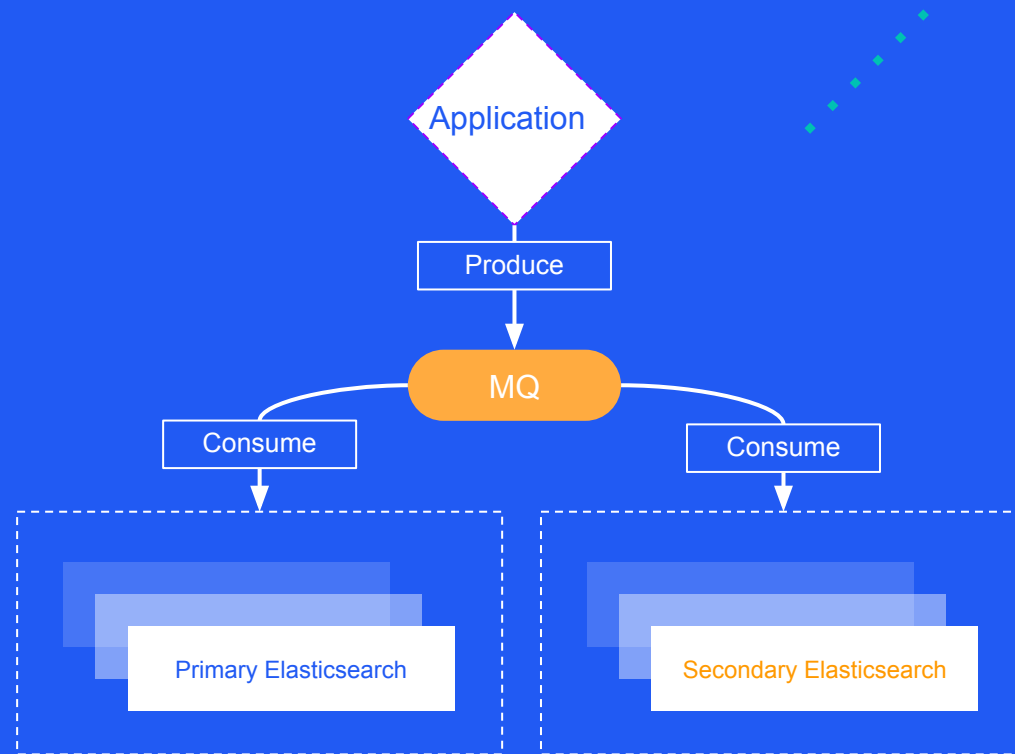 Application
Produce
MQ
Consume
Consume
Primary Elasticsearch
Secondary Elasticsearch